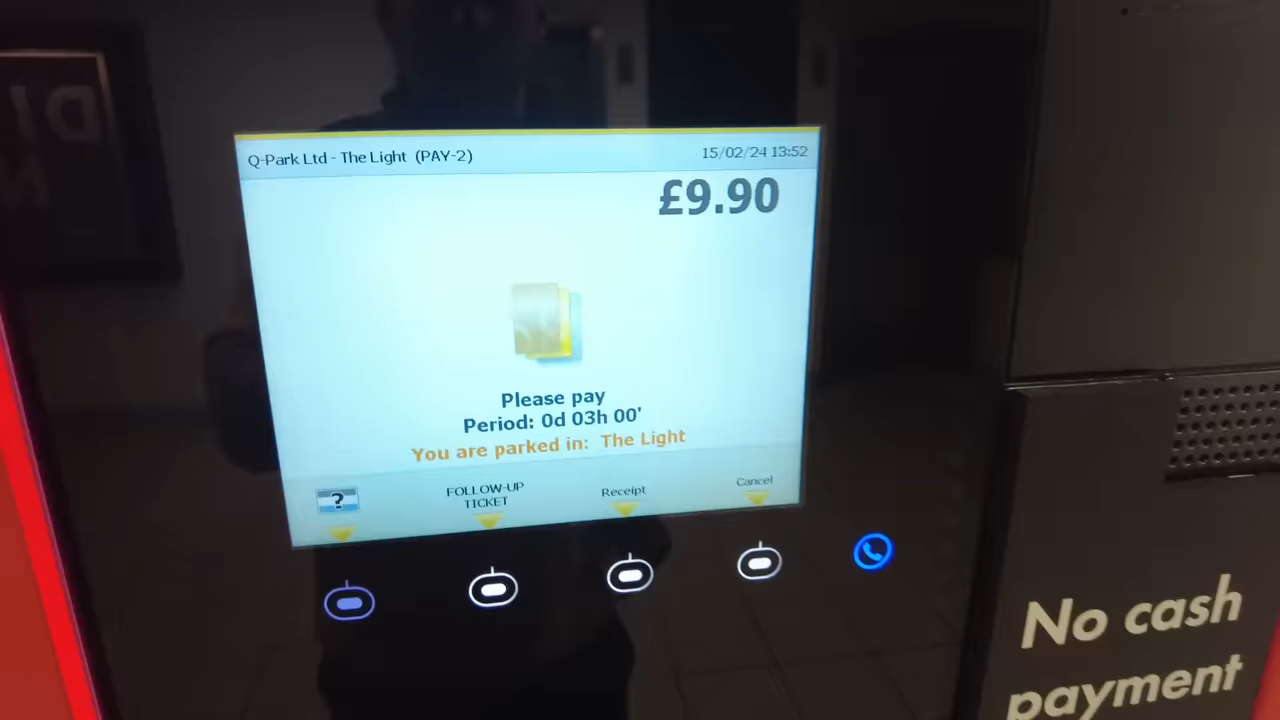 Q-Park Ltd - The Light (PAY-2)
15/02/24 13:52
£9.90
Please pay
Period: 0d 03h 00'
You are parked in: The Light
?
FOLLOW-UP
TICKET
Receipt
Cancel
No cash
payment